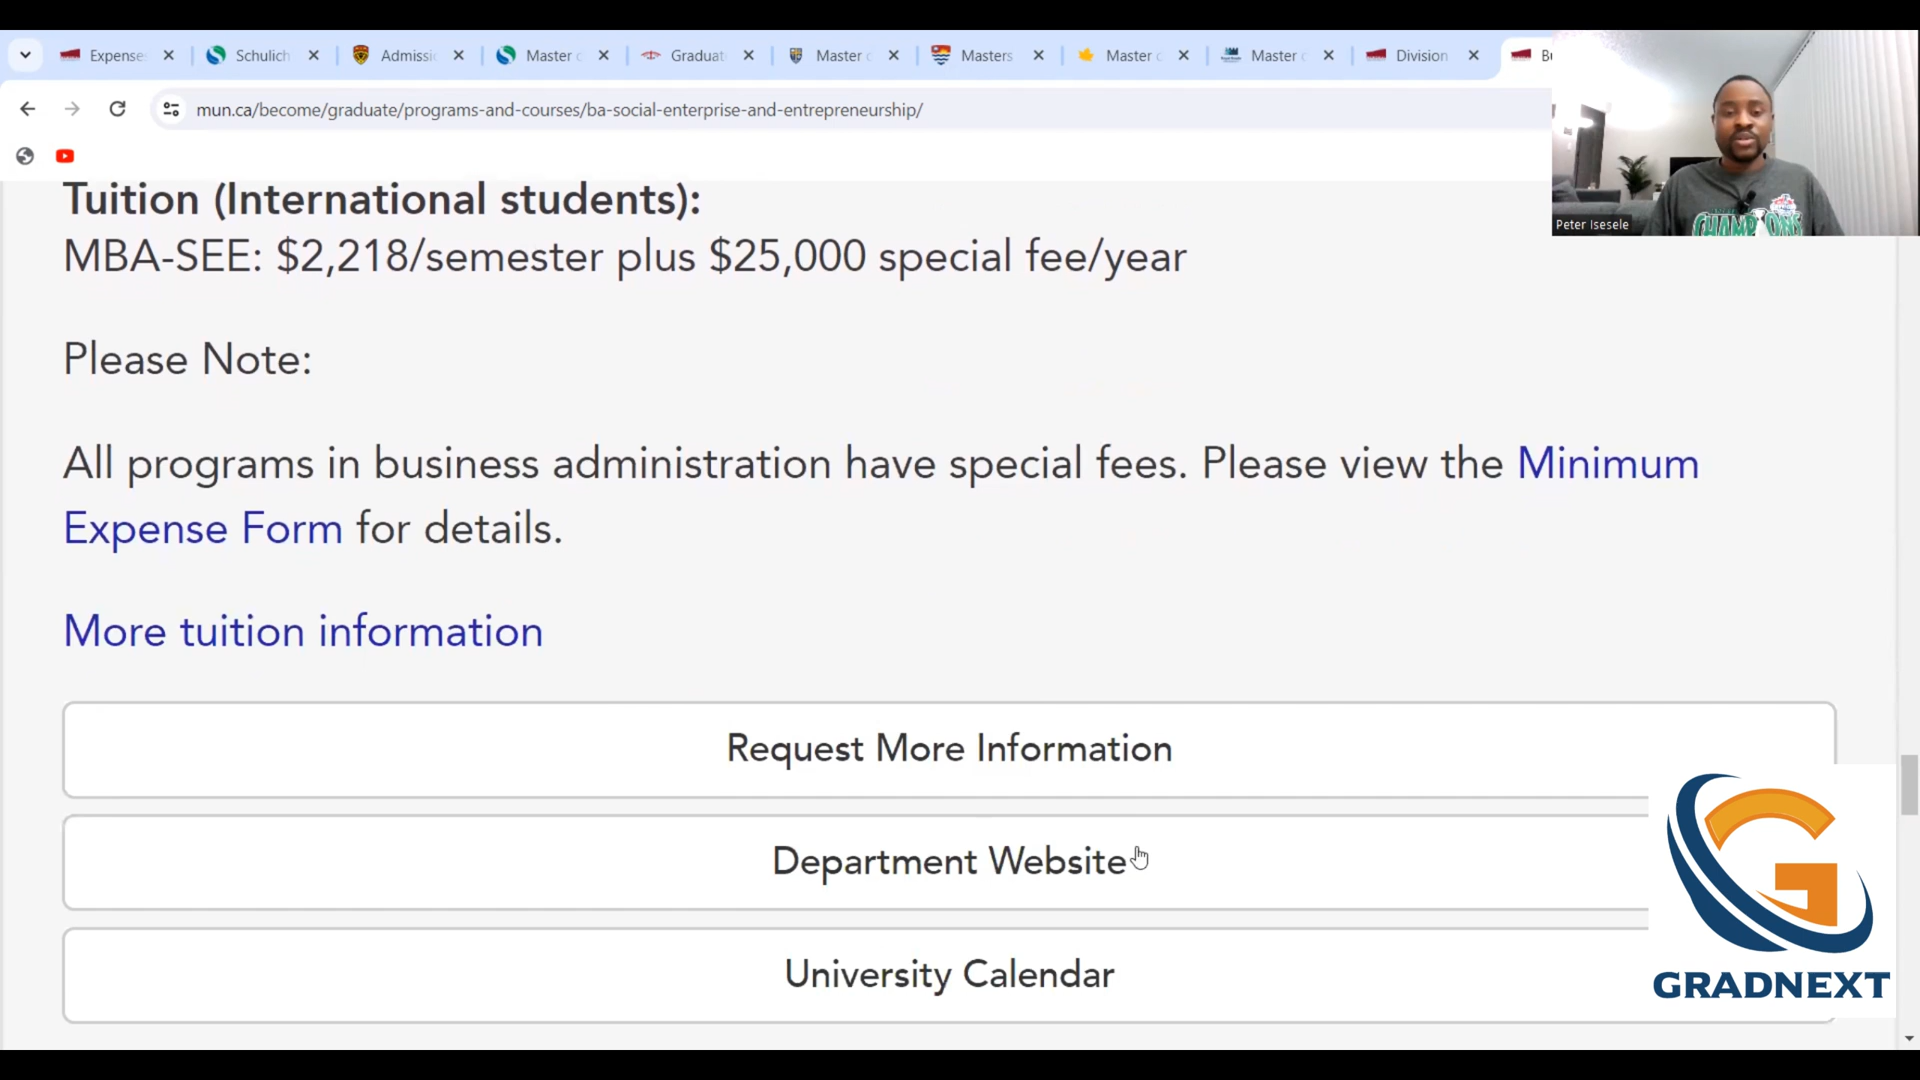 Expense
Schulich
Admissi
Master c
Graduat
Master c
Masters
Master c
Master c
Division
Bu
mun.ca/become/graduate/programs-and-courses/ba-social-enterprise-and-entrepreneurship/
Peter Isesele
Tuition (International students):
MBA-SEE: $2,218/semester plus $25,000 special fee/year
Please Note:
All programs in business administration have special fees. Please view the Minimum
Expense Form for details.
More tuition information
Request More Information
Department Website
University Calendar
GRADNEXT